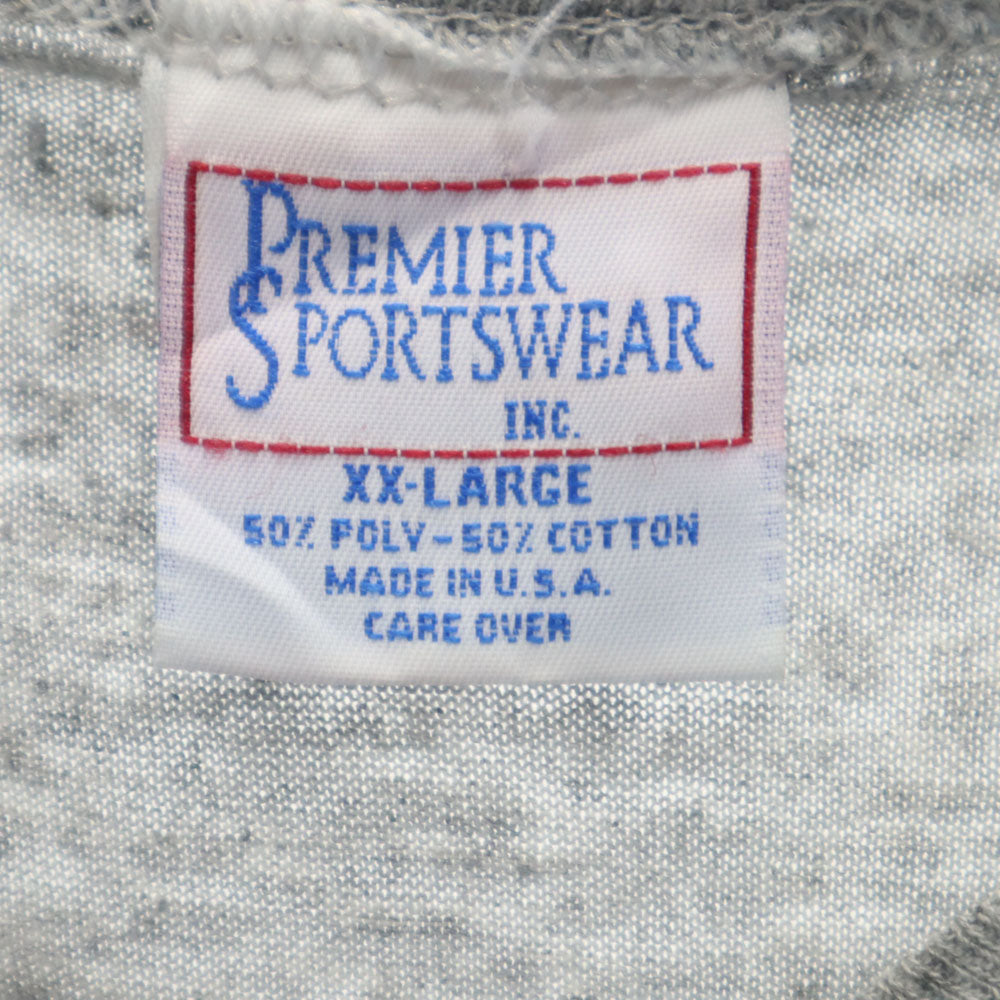 PREMIER
SPORTSWEAR
INC.
XX-LARGE
50% POLY-50% COTTON
MADE IN U.S.A.
CARE OVER